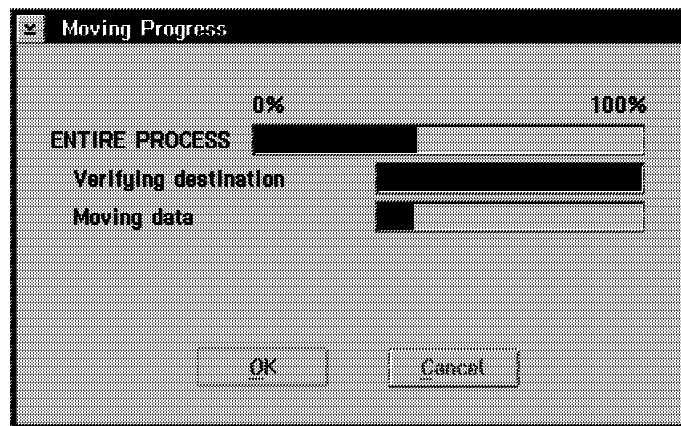 Moving Progress
0% 100%
ENTIRE PROCESS
Verifying destination
Moving data
OK Cancel